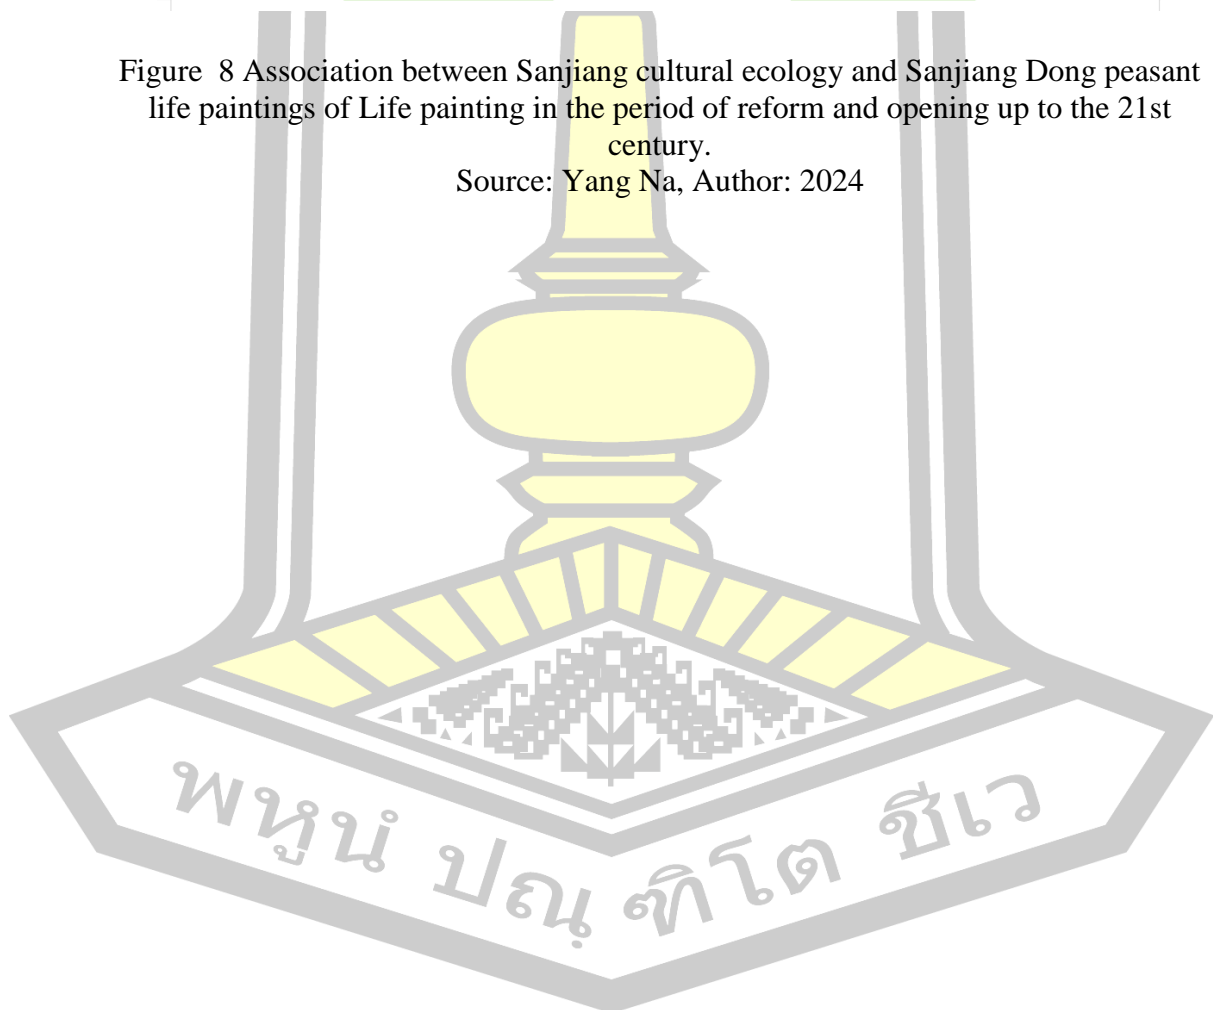 Figure 8 Association between Sanjiang cultural ecology and Sanjiang Dong peasant
life paintings of Life painting in the period of reform and opening up to the 21st
century.
Source: Yang Na, Author: 2024
พหูนํ ปณฺ ฑิโต ชีเว